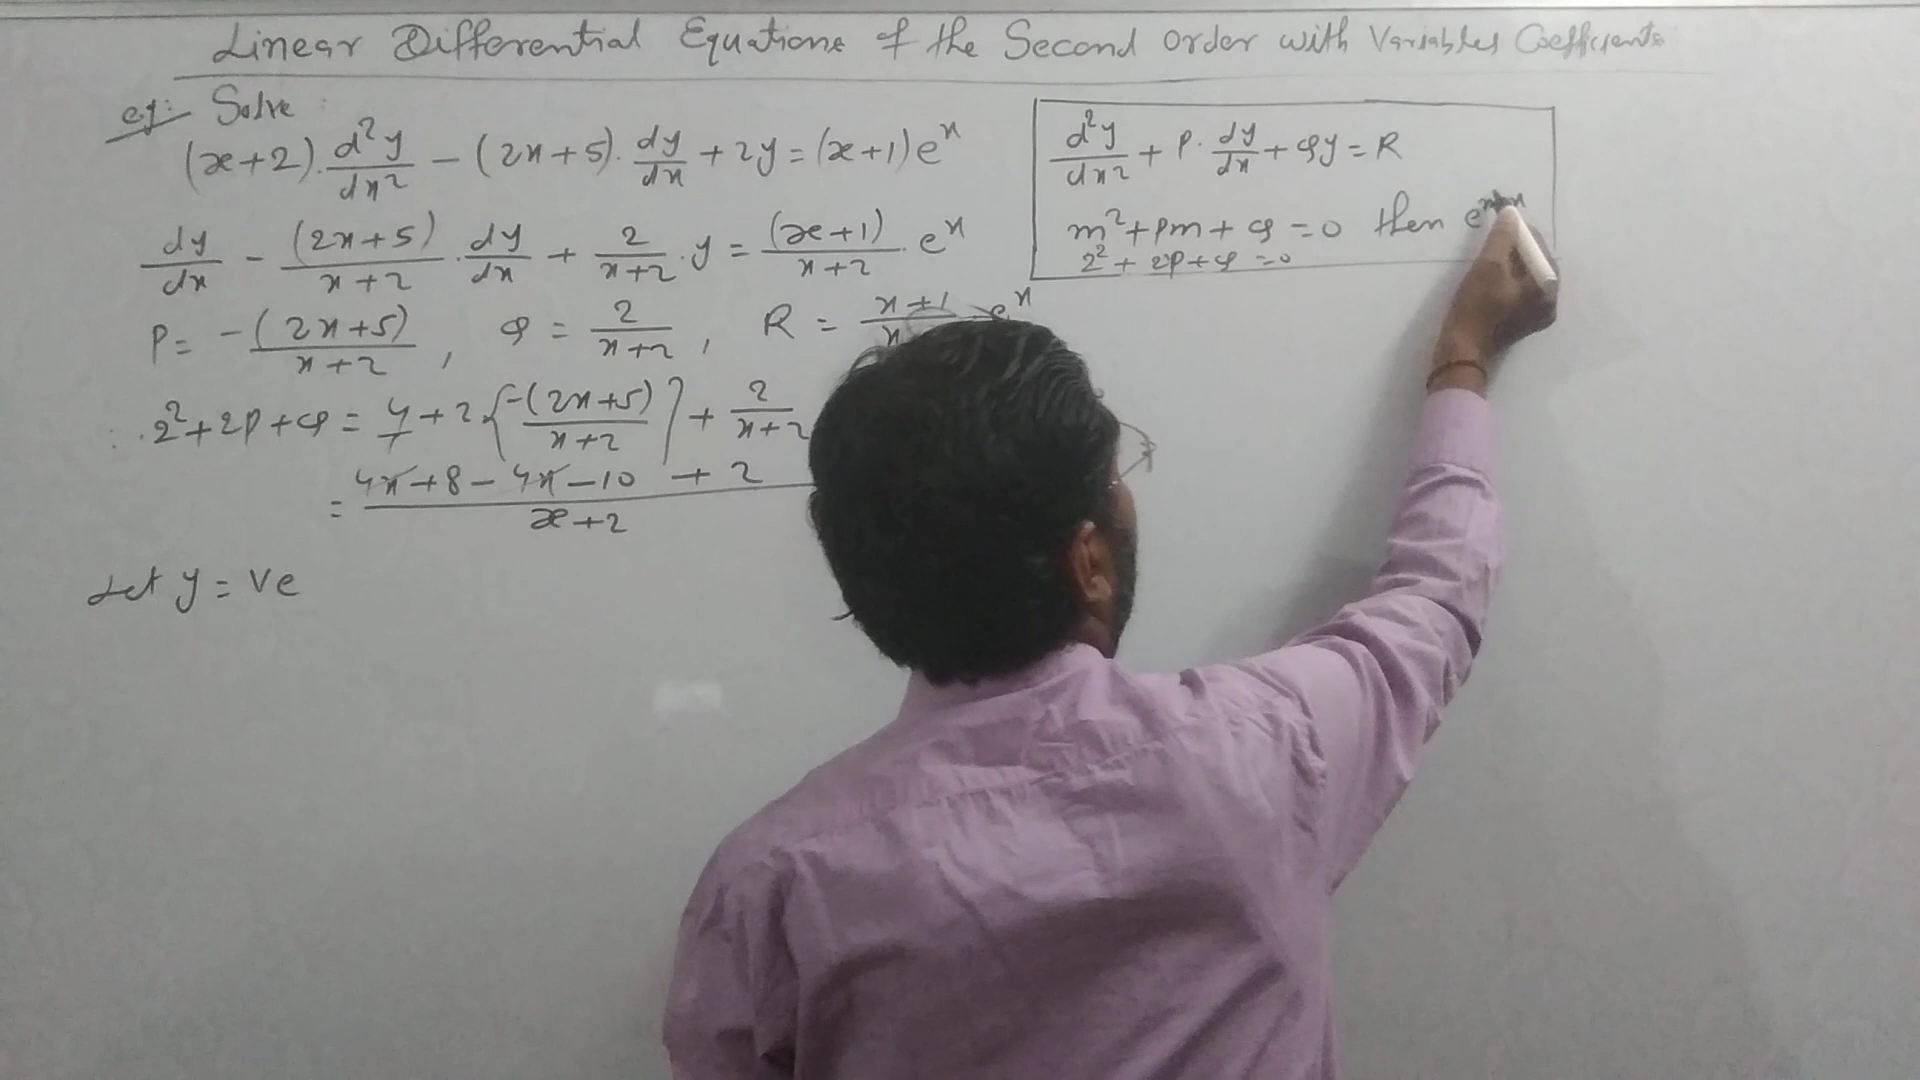 Linear Differential Equations of the Second Order with Variables Coefficients
eg:- Solve :
(x+2). d²y/dx² - (2x+5). dy/dx + 2y = (x+1) eˣ
dy/dx - (2x+5)/x+2 . dy/dx + 2/x+2 . y = (x+1)/x+2 . eˣ
P = -(2x+5)/x+2 , Q = 2/x+2 , R = x+1/x eˣ
∴ 2²+2P+Q = 4/1 + 2{-(2x+5)/x+2} + 2/x+2
= 4x+8-4x-10 + 2/x+2
Let y = ve
d²y/dx² + P. dy/dx + Qy = R
m²+Pm+Q = 0 then e
2²+2P+Q = 0